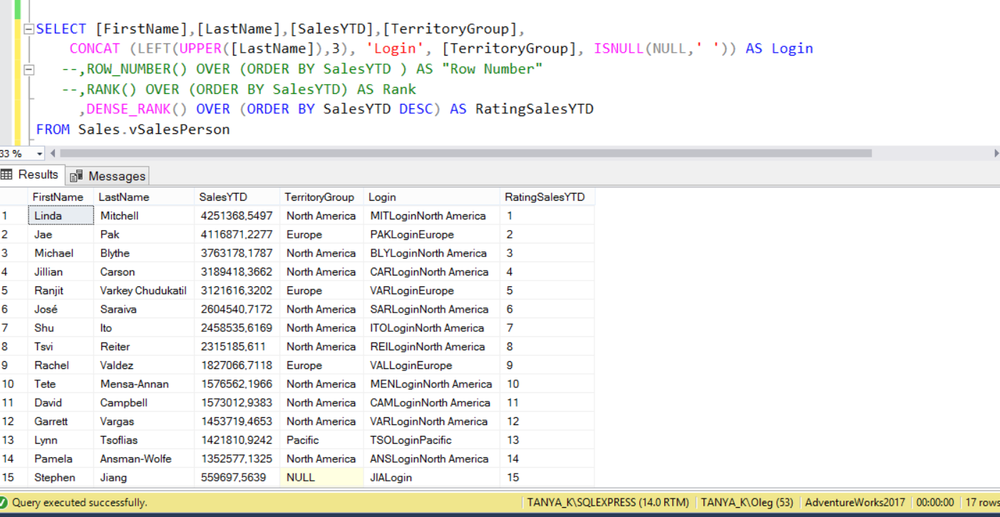 SELECT [FirstName],[LastName],[SalesYTD],[TerritoryGroup],
CONCAT (LEFT(UPPER([LastName]),3), 'Login', [TerritoryGroup], ISNULL(NULL,' ')) AS Login
--,ROW_NUMBER() OVER (ORDER BY SalesYTD ) AS "Row Number"
--,RANK() OVER (ORDER BY SalesYTD) AS Rank
,DENSE_RANK() OVER (ORDER BY SalesYTD DESC) AS RatingSalesYTD
FROM Sales.vSalesPerson
33 %
Results Messages
FirstName LastName SalesYTD TerritoryGroup Login RatingSalesYTD
1 Linda Mitchell 4251368,5497 North America MITLoginNorth America 1
2 Jae Pak 4116871,2277 Europe PAKLoginEurope 2
3 Michael Blythe 3763178,1787 North America BLYLoginNorth America 3
4 Jillian Carson 3189418,3662 North America CARLoginNorth America 4
5 Ranjit Varkey Chudukatil 3121616,3202 Europe VARLoginEurope 5
6 José Saraiva 2604540,7172 North America SARLoginNorth America 6
7 Shu Ito 2458535,6169 North America ITOLoginNorth America 7
8 Tsvi Reiter 2315185,611 North America REILoginNorth America 8
9 Rachel Valdez 1827066,7118 Europe VALLoginEurope 9
10 Tete Mensa-Annan 1576562,1966 North America MENLoginNorth America 10
11 David Campbell 1573012,9383 North America CAMLoginNorth America 11
12 Garrett Vargas 1453719,4653 North America VARLoginNorth America 12
13 Lynn Tsoflias 1421810,9242 Pacific TSOLoginPacific 13
14 Pamela Ansman-Wolfe 1352577,1325 North America ANSLoginNorth America 14
15 Stephen Jiang 559697,5639 NULL JIALogin 15
Query executed successfully. TANYA_K\SQLEXPRESS (14.0 RTM) TANYA_K\Oleg (53) AdventureWorks2017 00:00:00 17 rows